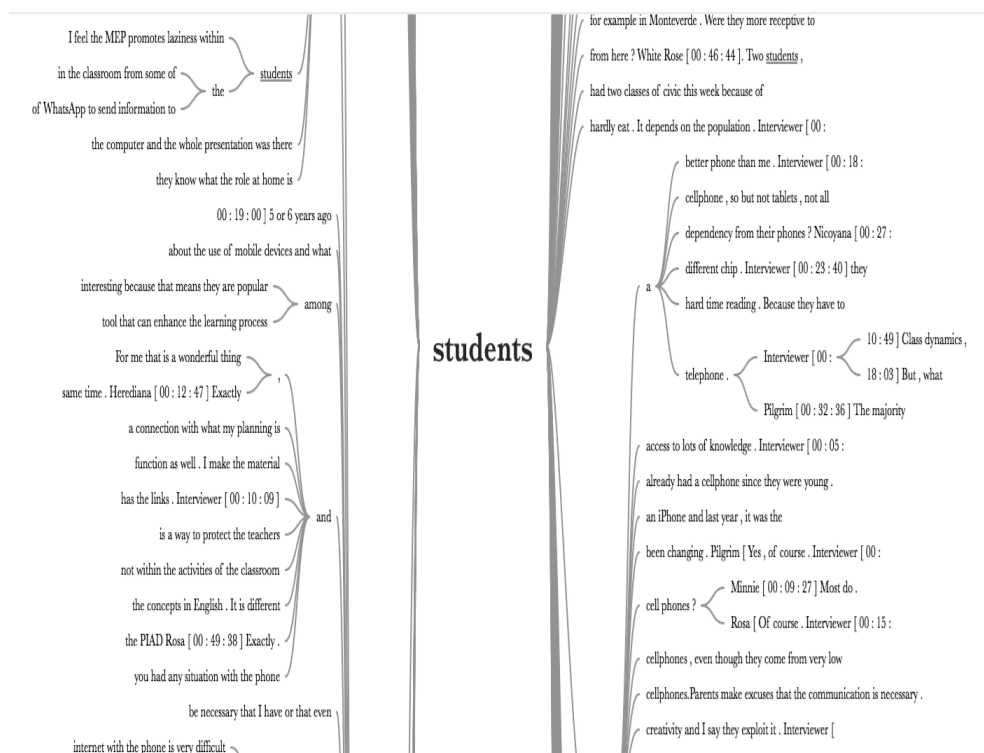 I feel the MEP promotes laziness within
in the classroom from some of
of WhatsApp to send information to
the
students
the computer and the whole presentation was there
they know what the role at home is
00 : 19 : 00 ] 5 or 6 years ago
about the use of mobile devices and what
interesting because that means they are popular
tool that can enhance the learning process
among
For me that is a wonderful thing
same time . Herediana [ 00 : 12 : 47 ] Exactly
,
a connection with what my planning is
function as well . I make the material
has the links . Interviewer [ 00 : 10 : 09 ]
is a way to protect the teachers
not within the activities of the classroom
the concepts in English . It is different
the PIAD Rosa [ 00 : 49 : 38 ] Exactly .
you had any situation with the phone
and
be necessary that I have or that even
internet with the phone is very difficult
students
for example in Monteverde . Were they more receptive to
from here ? White Rose [ 00 : 46 : 44 ]. Two students ,
had two classes of civic this week because of
hardly eat . It depends on the population . Interviewer [ 00 :
a
better phone than me . Interviewer [ 00 : 18 :
cellphone , so but not tablets , not all
dependency from their phones ? Nicoyana [ 00 : 27 :
different chip . Interviewer [ 00 : 23 : 40 ] they
hard time reading . Because they have to
telephone .
Interviewer [ 00 :
10 : 49 ] Class dynamics ,
18 : 03 ] But , what
Pilgrim [ 00 : 32 : 36 ] The majority
access to lots of knowledge . Interviewer [ 00 : 05 :
already had a cellphone since they were young .
an iPhone and last year , it was the
been changing . Pilgrim [ Yes , of course . Interviewer [ 00 :
cell phones ?
Minnie [ 00 : 09 : 27 ] Most do .
Rosa [ Of course . Interviewer [ 00 : 15 :
cellphones , even though they come from very low
cellphones.Parents make excuses that the communication is necessary .
creativity and I say they exploit it . Interviewer [